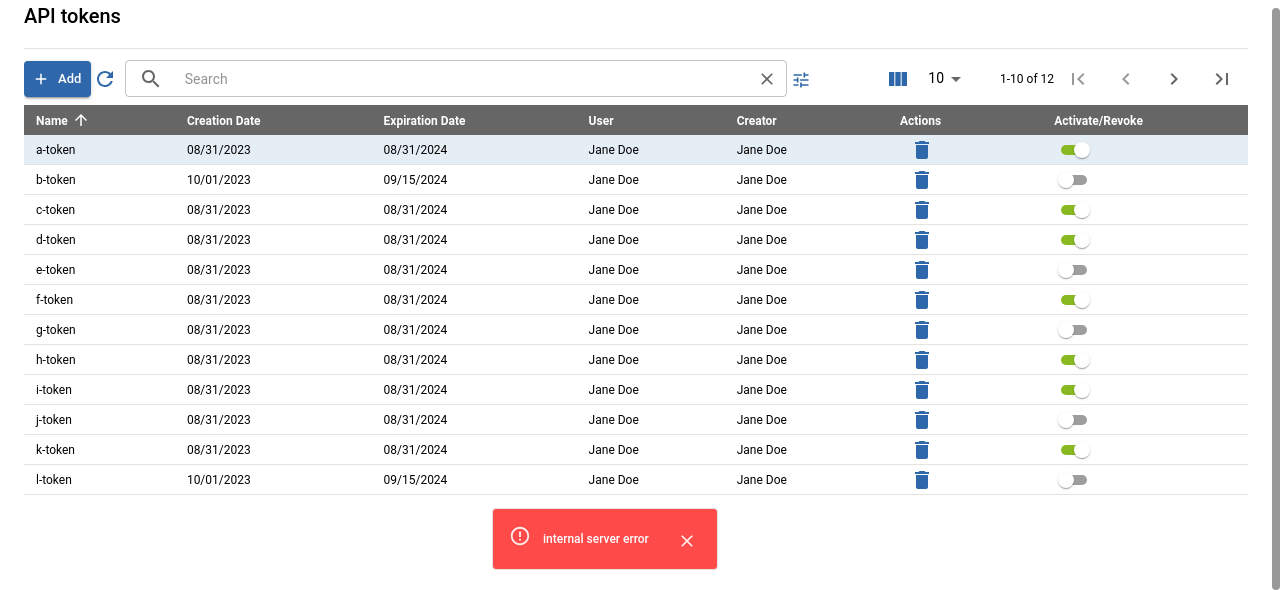 API tokens
Add
Search
10
1-10 of 12
Name Creation Date Expiration Date User Creator Actions Activate/Revoke
a-token 08/31/2023 08/31/2024 Jane Doe Jane Doe
b-token 10/01/2023 09/15/2024 Jane Doe Jane Doe
c-token 08/31/2023 08/31/2024 Jane Doe Jane Doe
d-token 08/31/2023 08/31/2024 Jane Doe Jane Doe
e-token 08/31/2023 08/31/2024 Jane Doe Jane Doe
f-token 08/31/2023 08/31/2024 Jane Doe Jane Doe
g-token 08/31/2023 08/31/2024 Jane Doe Jane Doe
h-token 08/31/2023 08/31/2024 Jane Doe Jane Doe
i-token 08/31/2023 08/31/2024 Jane Doe Jane Doe
j-token 08/31/2023 08/31/2024 Jane Doe Jane Doe
k-token 08/31/2023 08/31/2024 Jane Doe Jane Doe
l-token 10/01/2023 09/15/2024 Jane Doe Jane Doe
internal server error